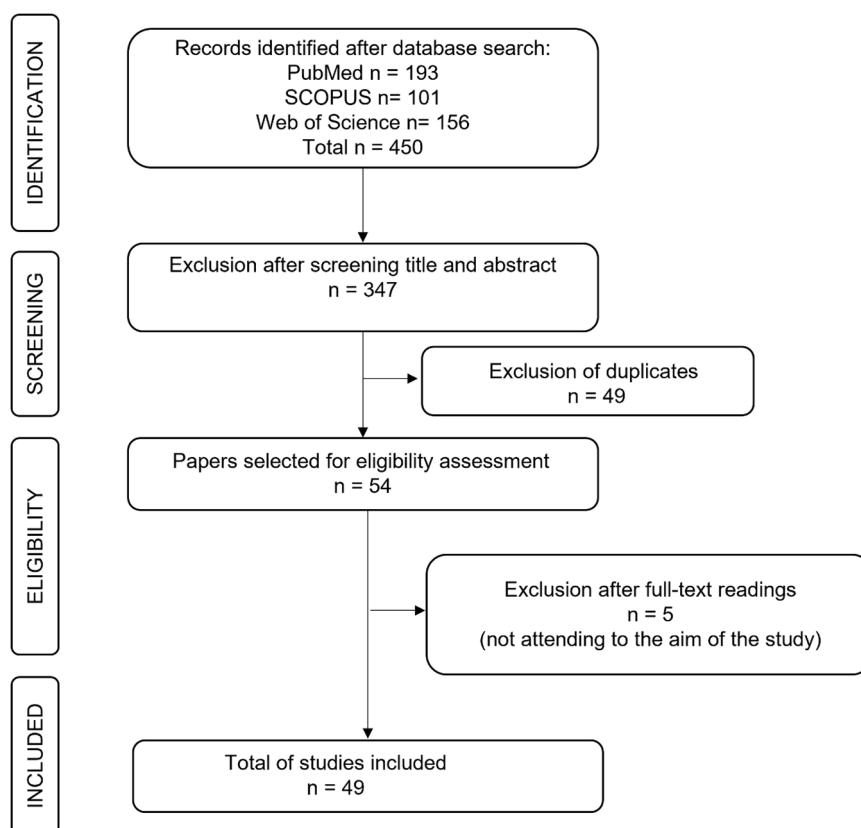 IDENTIFICATION
Records identified after database search:
PubMed n = 193
SCOPUS n= 101
Web of Science n= 156
Total n = 450
SCREENING
Exclusion after screening title and abstract
n = 347
Exclusion of duplicates
n = 49
ELIGIBILITY
Papers selected for eligibility assessment
n = 54
Exclusion after full-text readings
n = 5
(not attending to the aim of the study)
INCLUDED
Total of studies included
n = 49